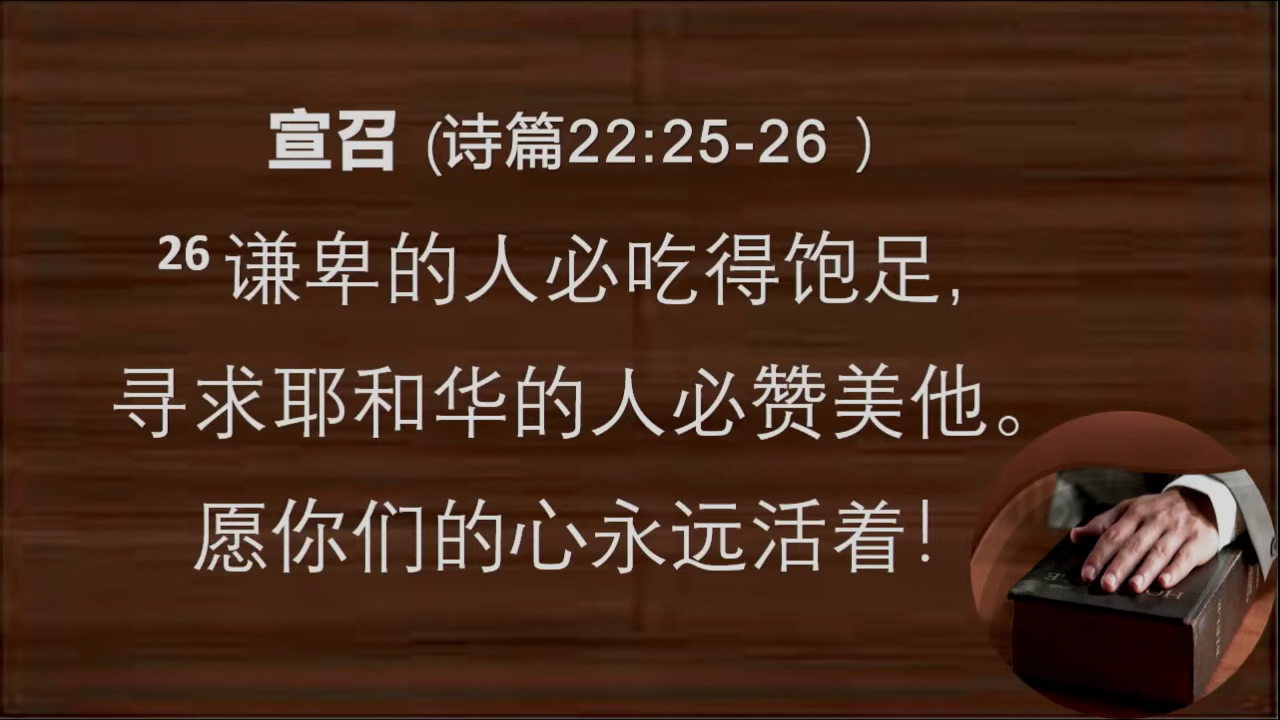 宣召 (诗篇22:25-26 )
26 谦卑的人必吃得饱足,
寻求耶和华的人必赞美他。
愿你们的心永远活着!
HO
BIBLE